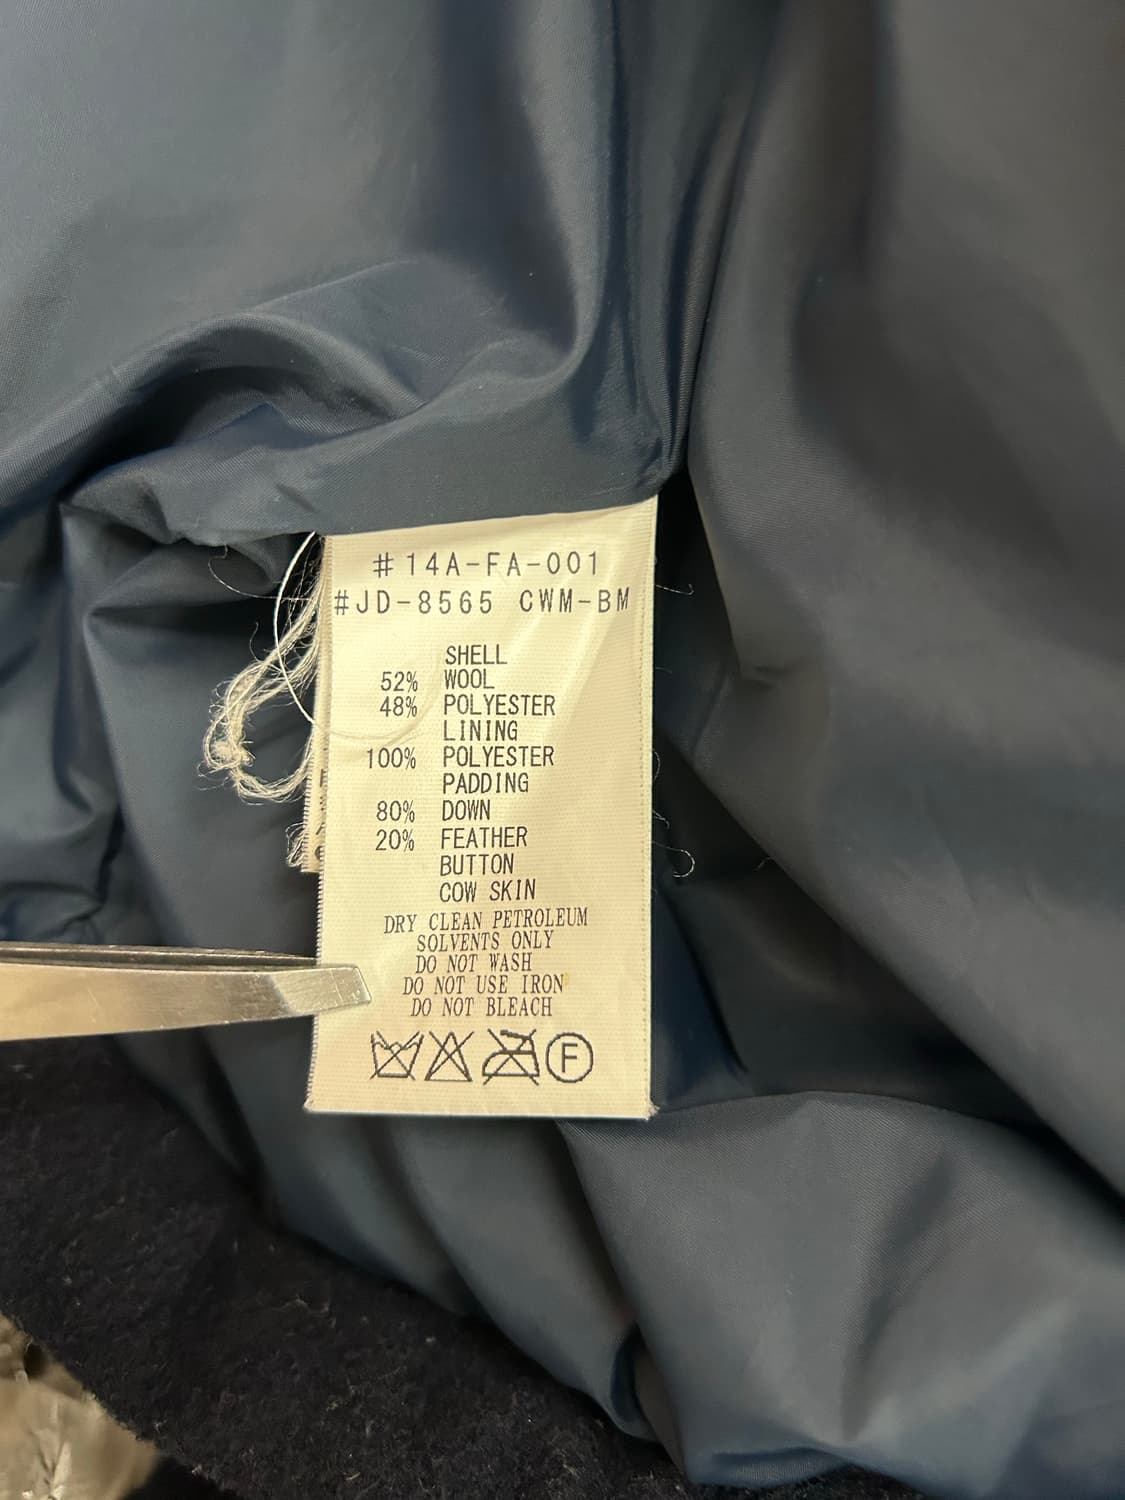 #14A-FA-001
#JD-8565 CWM-BM
SHELL
52% WOOL
48% POLYESTER
LINING
100% POLYESTER
PADDING
80% DOWN
20% FEATHER
BUTTON
COW SKIN
DRY CLEAN PETROLEUM
SOLVENTS ONLY
DO NOT WASH
DO NOT USE IRON
DO NOT BLEACH
F